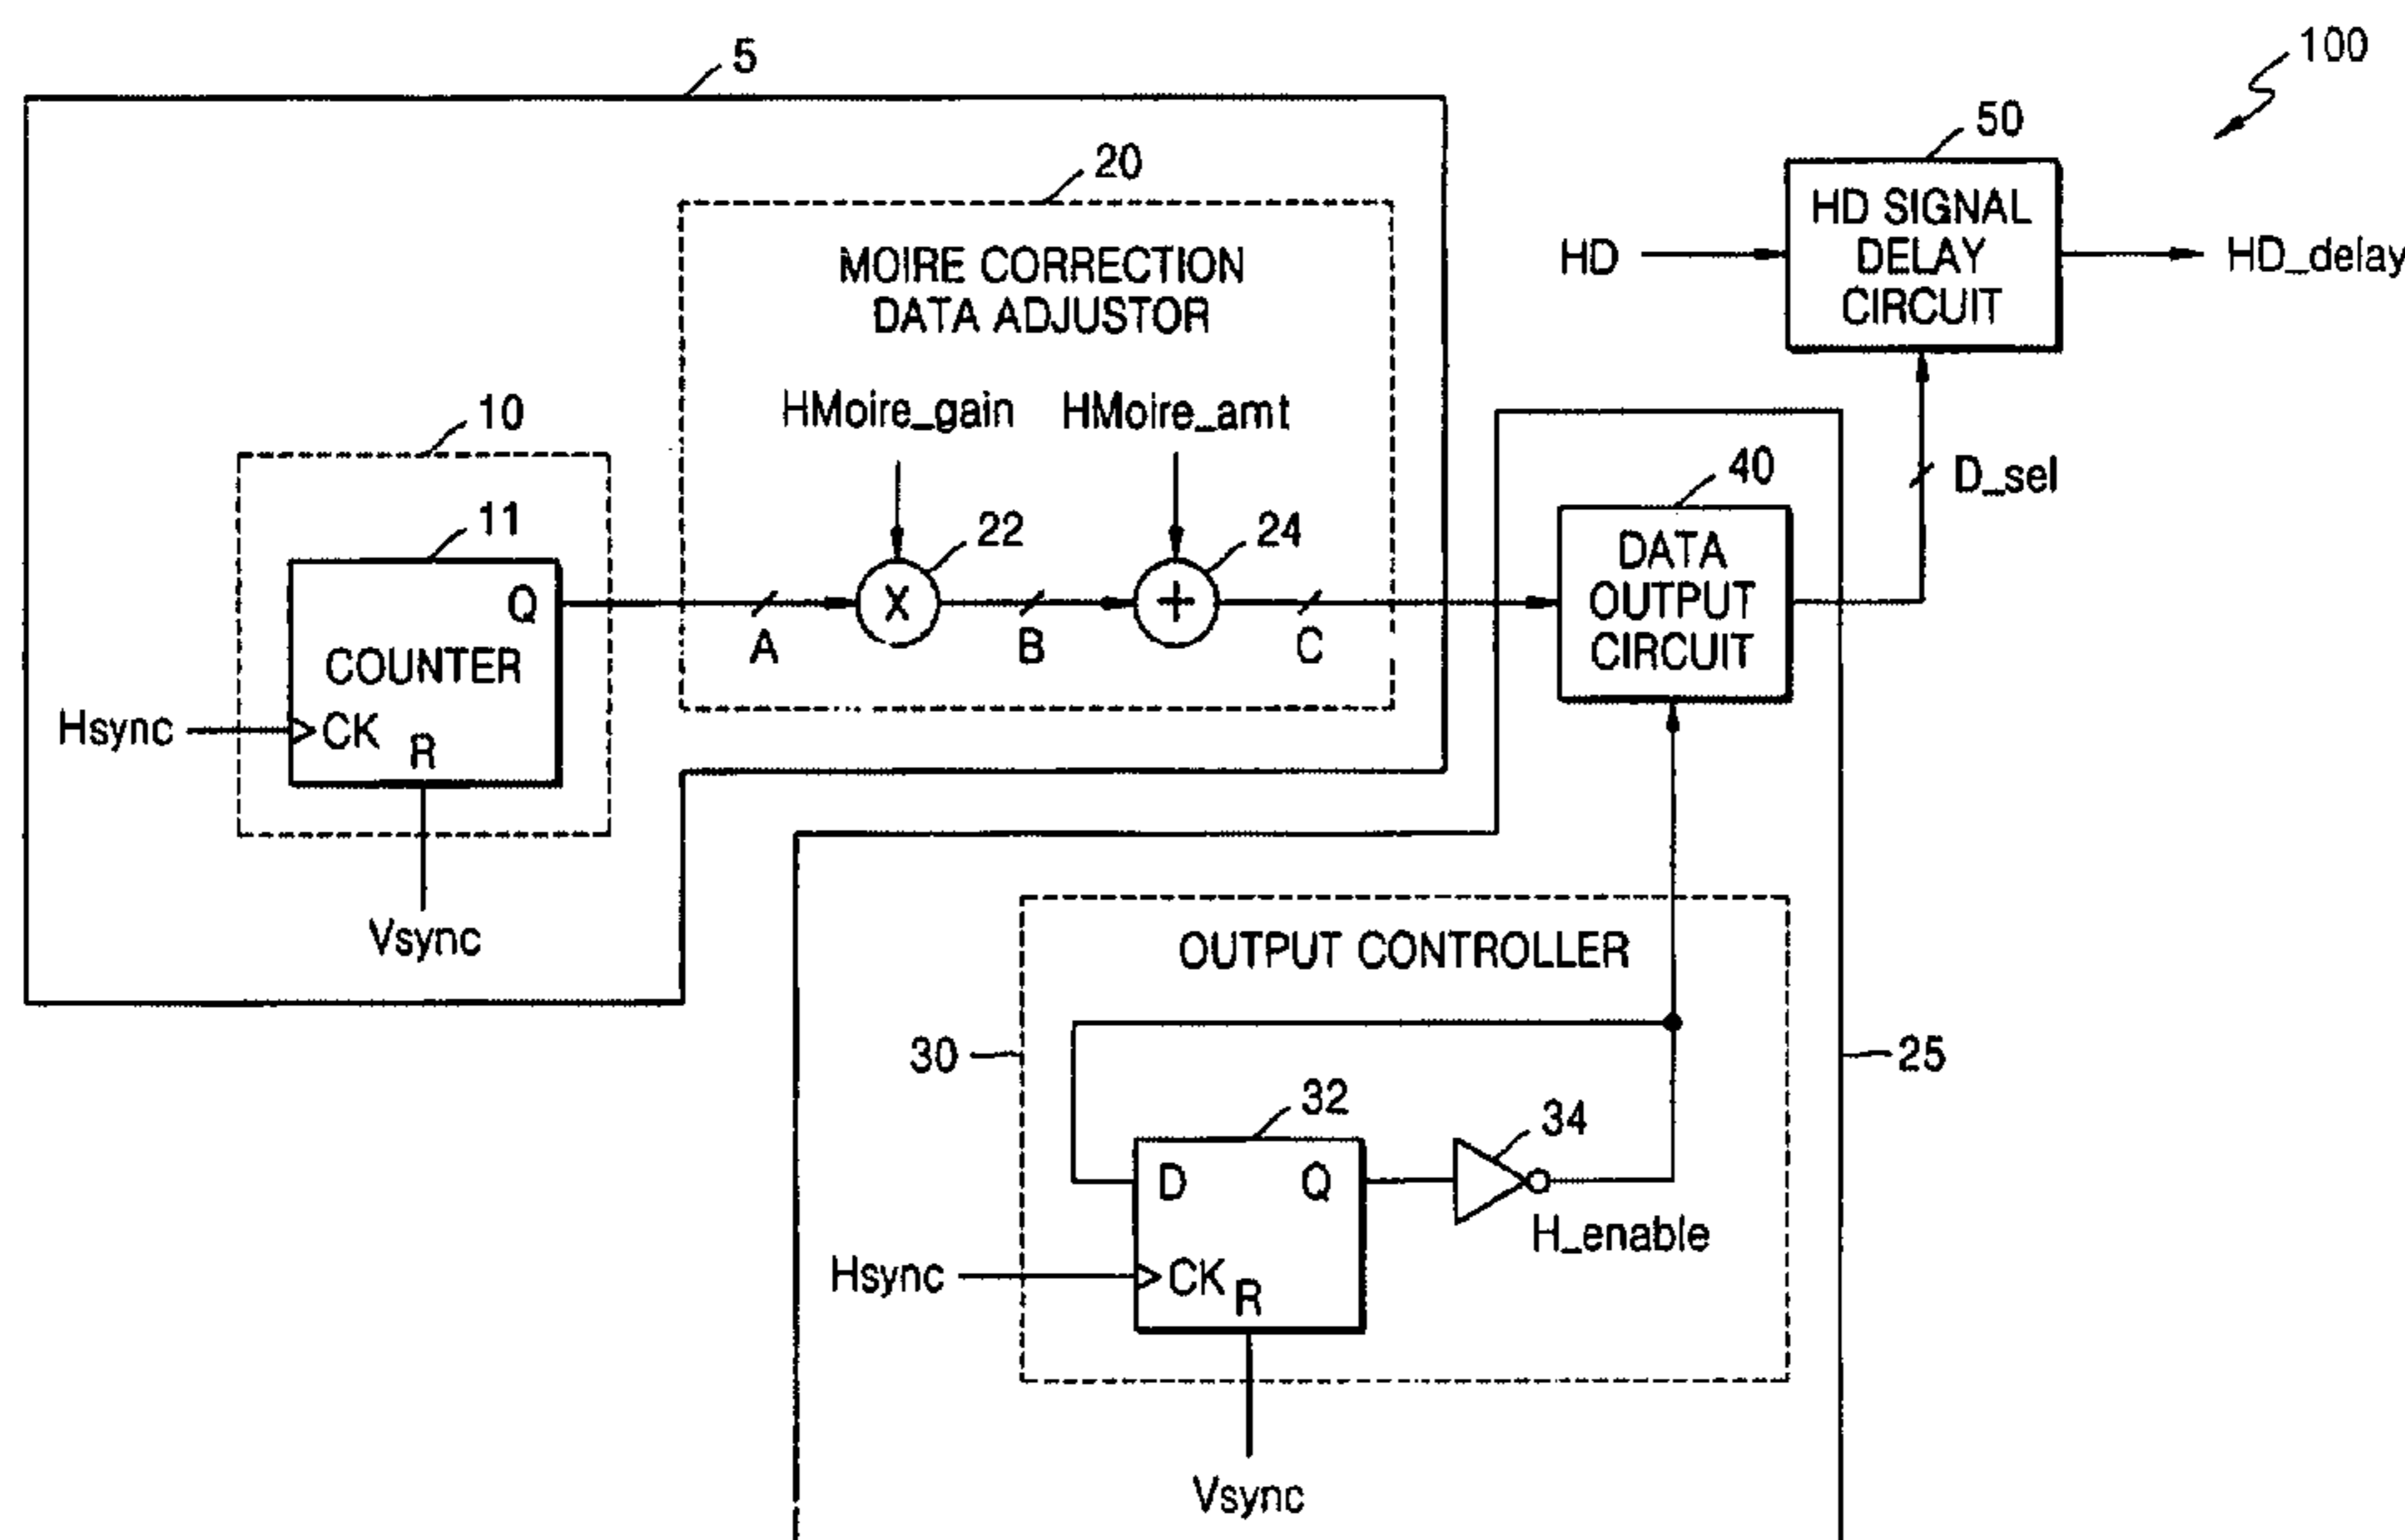 100
5
50
HD SIGNAL
DELAY
CIRCUIT
HD
HD_delay
20
MOIRE CORRECTION
DATA ADJUSTOR
HMoire_gain
HMoire_amt
10
40
D_sel
11
22
24
DATA
OUTPUT
CIRCUIT
Q
X
+
A
B
C
COUNTER
Hsync
CK
R
Vsync
OUTPUT CONTROLLER
30
25
32
34
D
Q
H_enable
Hsync
CK
R
Vsync